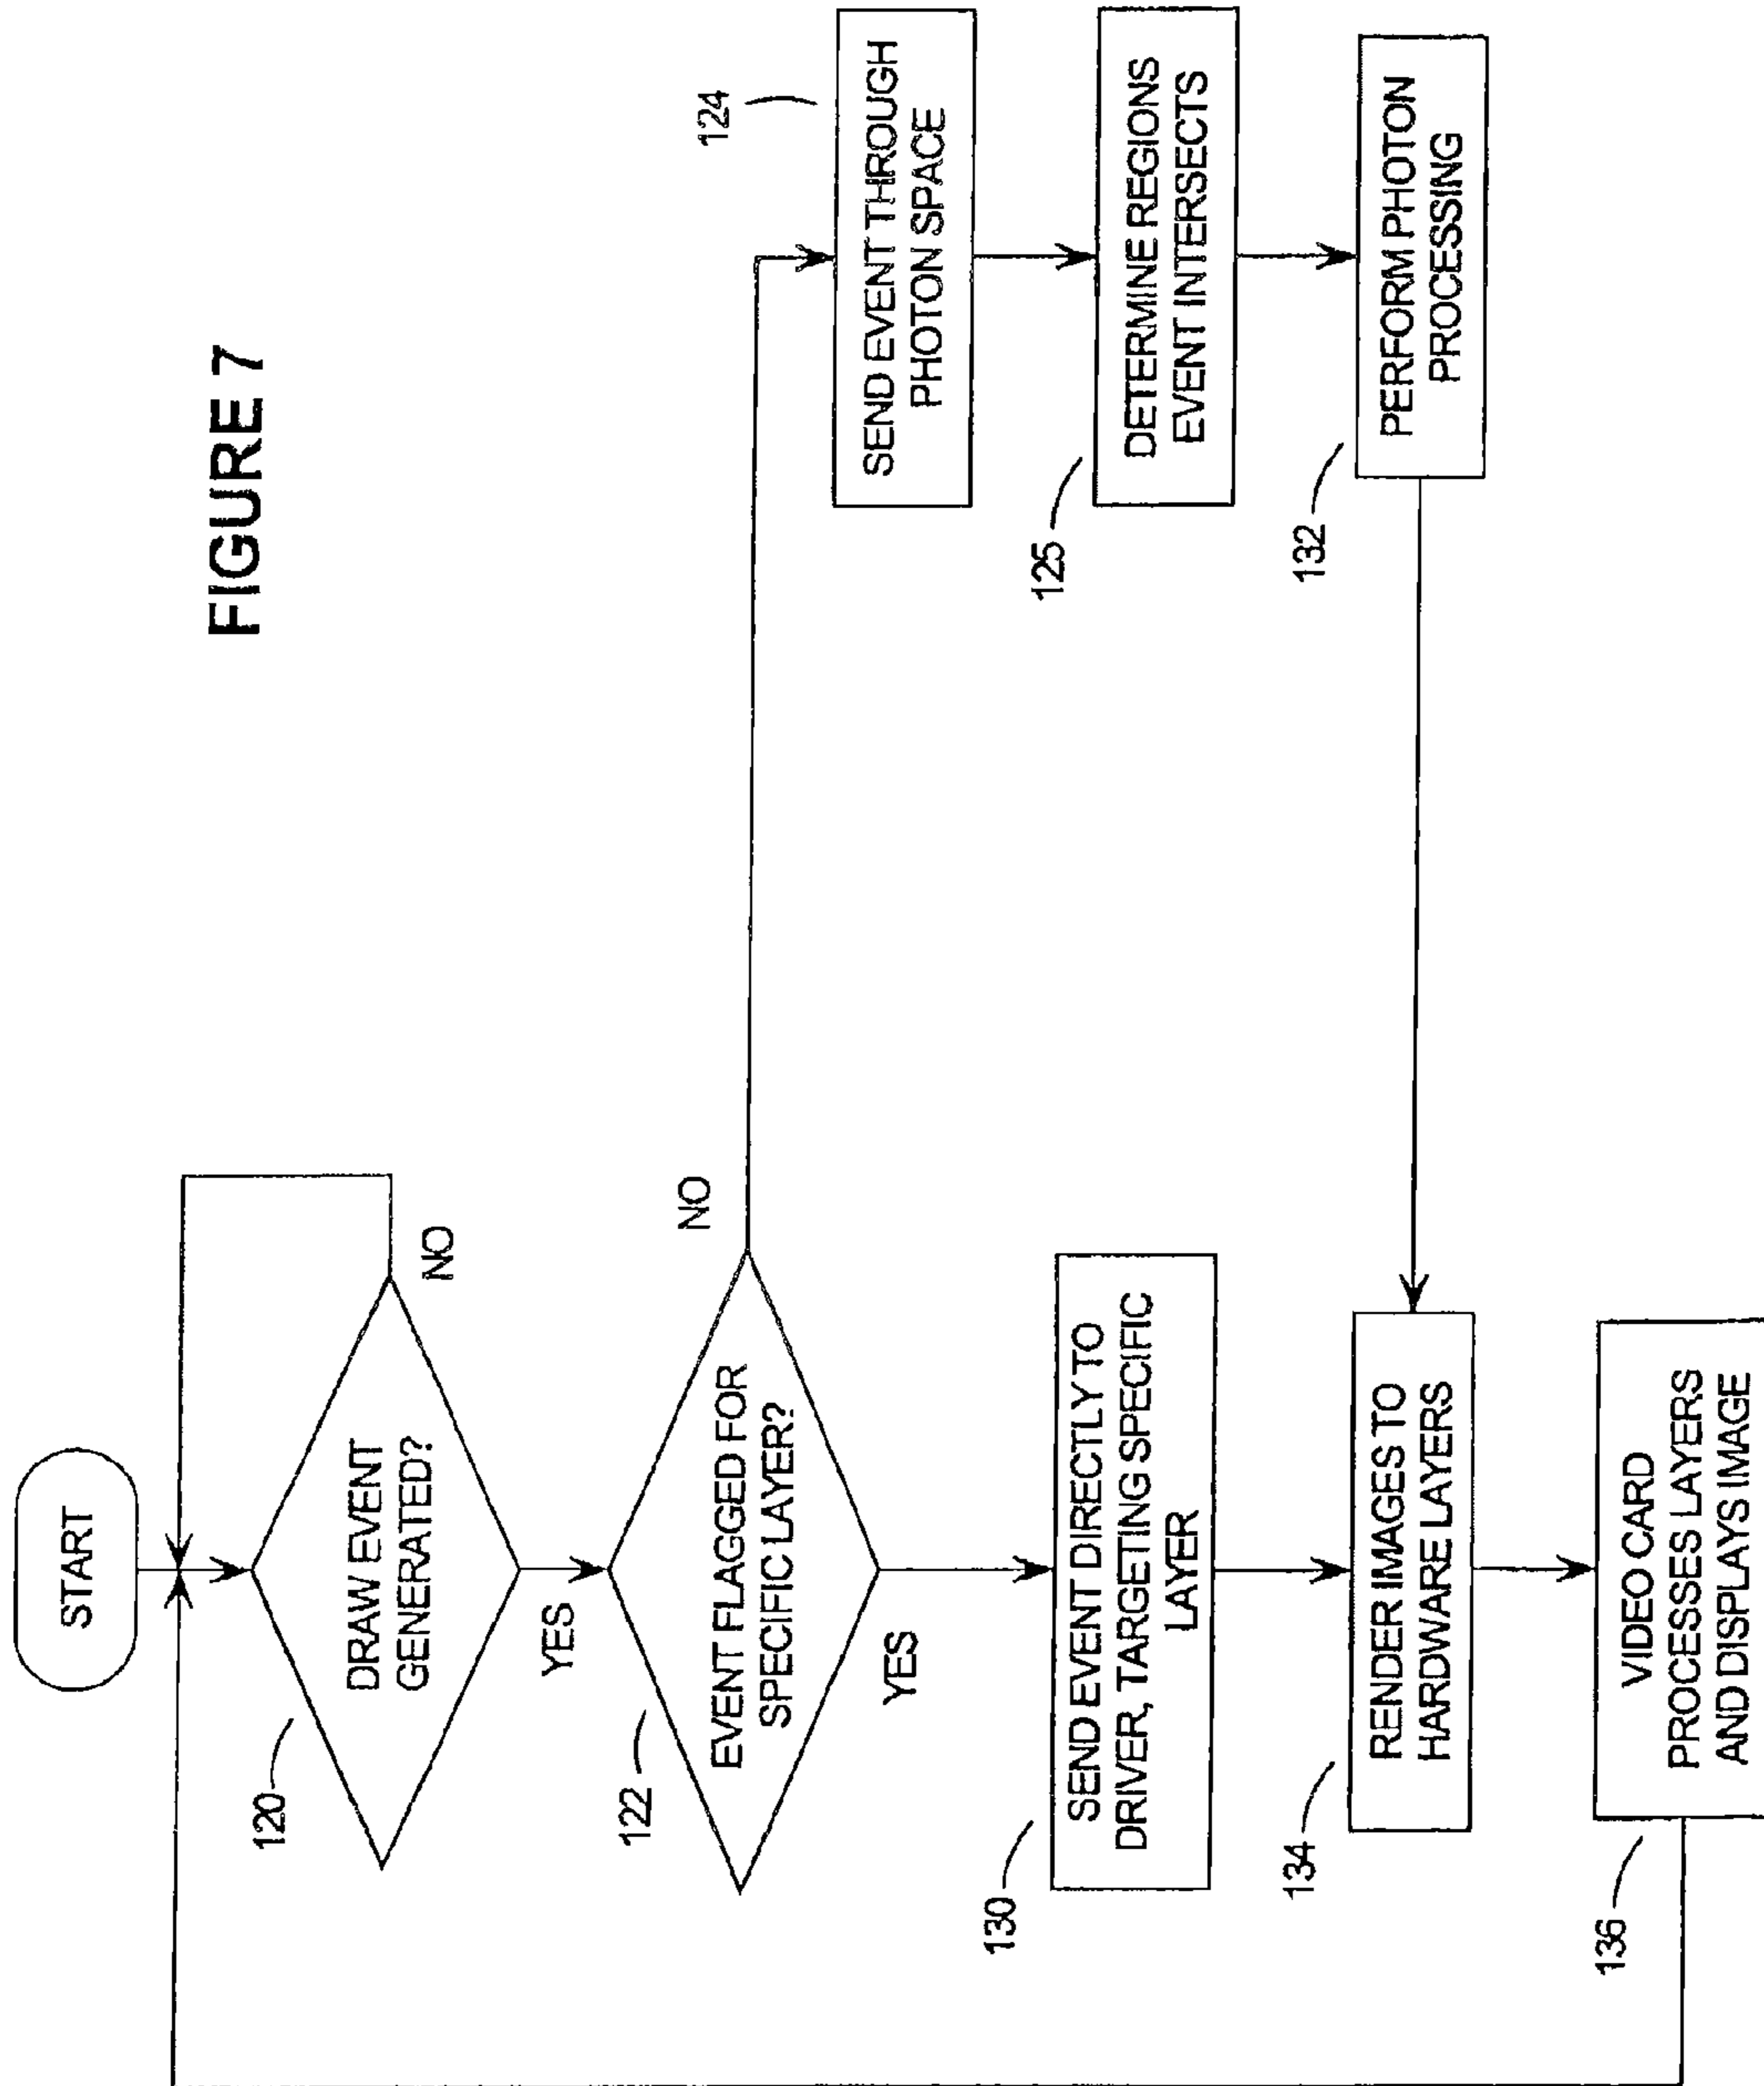 FIGURE 7
START
DRAW EVENT
GENERATED?
120
NO
YES
EVENT FLAGGED FOR
SPECIFIC LAYER?
122
NO
YES
SEND EVENT THROUGH
PHOTON SPACE
124
DETERMINE REGIONS
EVENT INTERSECTS
125
PERFORM PHOTON
PROCESSING
132
SEND EVENT DIRECTLY TO
DRIVER, TARGETING SPECIFIC
LAYER
130
RENDER IMAGES TO
HARDWARE LAYERS
134
VIDEO CARD
PROCESSES LAYERS
AND DISPLAYS IMAGE
136